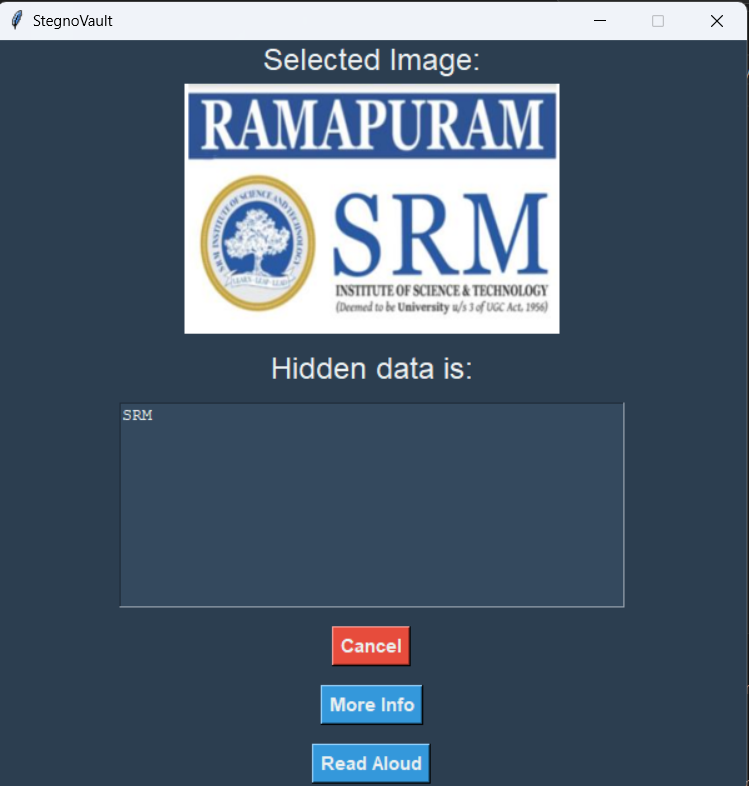 StegnoVault
Selected Image:
RAMAPURAM
SRM INSTITUTE OF SCIENCE AND TECHNOLOGY
LEARN · LEAP · LEAD
SRM
INSTITUTE OF SCIENCE & TECHNOLOGY
(Deemed to be University u/s 3 of UGC Act, 1956)
Hidden data is:
SRM
Cancel
More Info
Read Aloud